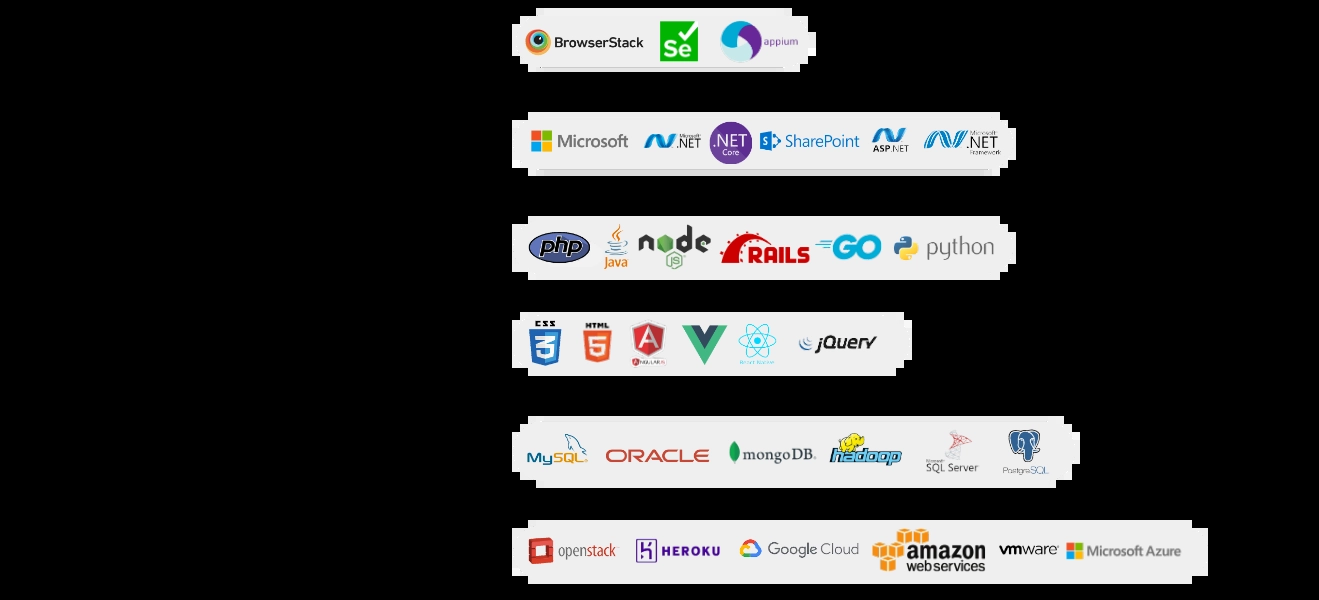 BrowserStack Se appium
Microsoft Microsoft .NET .NET Core SharePoint ASP.NET Microsoft .NET Framework
php Java node JS RAILS GO python
CSS 3 HTML 5 A ANGULARJS React Native jQuery
MySQL ORACLE mongoDB hadoop Microsoft SQL Server PostgreSQL
openstack HEROKU Google Cloud amazon web services vmware Microsoft Azure